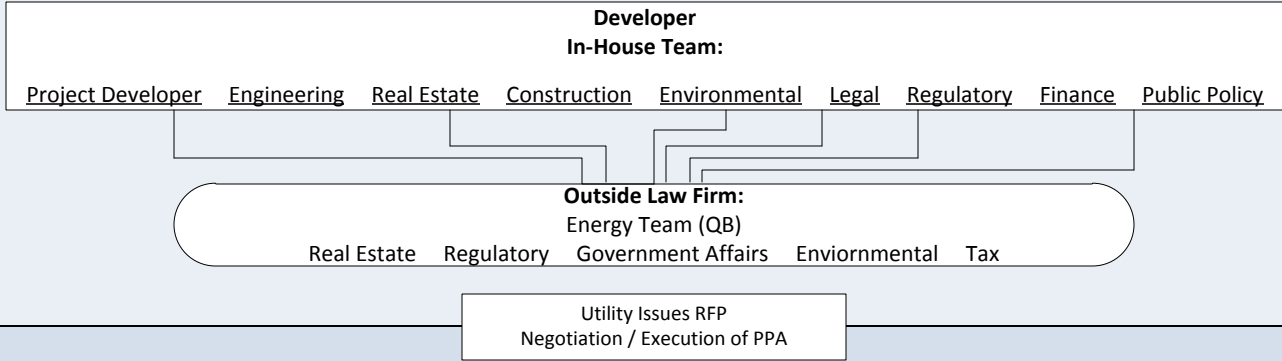 Developer
In-House Team:
Project Developer Engineering Real Estate Construction Environmental Legal Regulatory Finance Public Policy
Outside Law Firm:
Energy Team (QB)
Real Estate Regulatory Government Affairs Enviornmental Tax
Utility Issues RFP
Negotiation / Execution of PPA